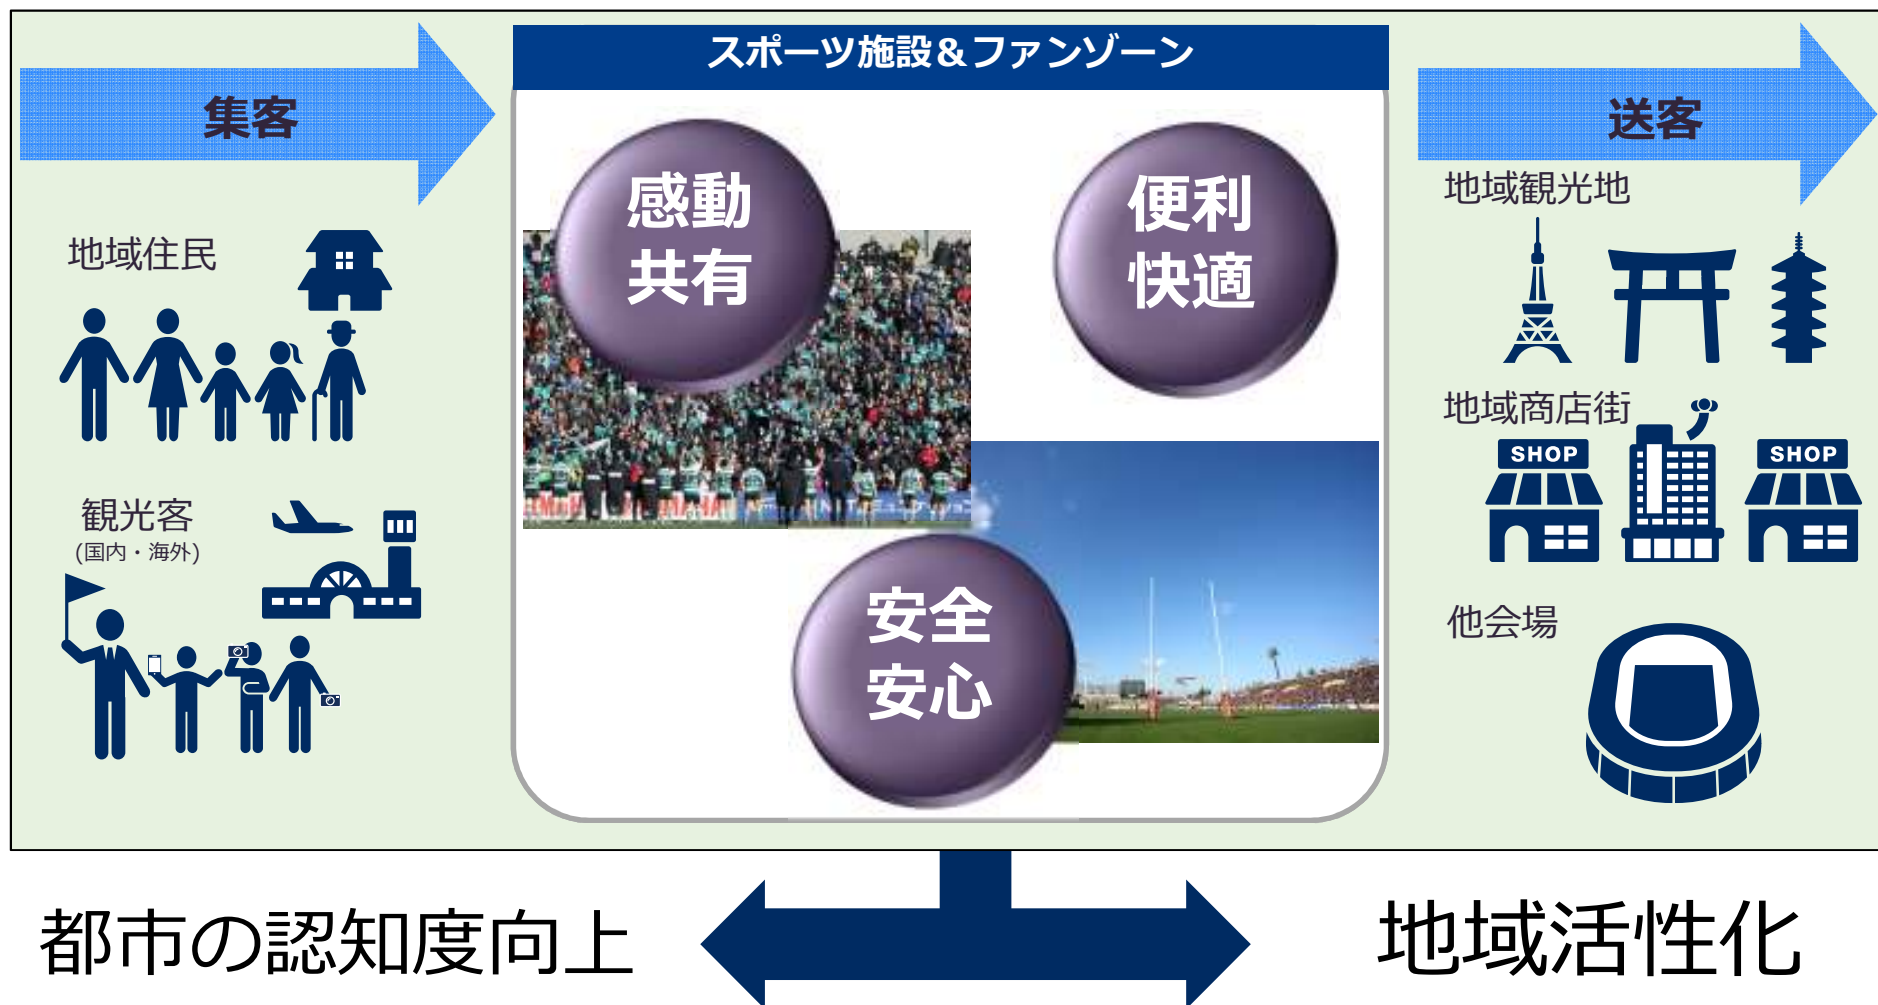 スポーツ施設＆ファンゾーン
集客
地域住民
観光客
(国内・海外)
感動
共有
便利
快適
安全
安心
送客
地域観光地
地域商店街
SHOP
SHOP
他会場
都市の認知度向上
地域活性化